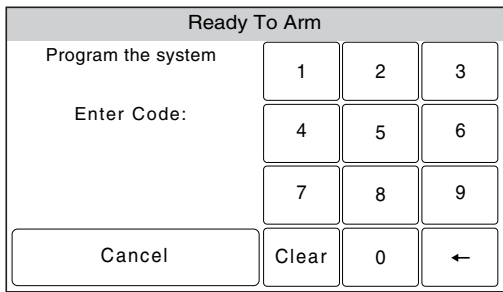 Ready To Arm
Program the system
1 2 3
Enter Code:
4 5 6
7 8 9
Cancel Clear 0 ←